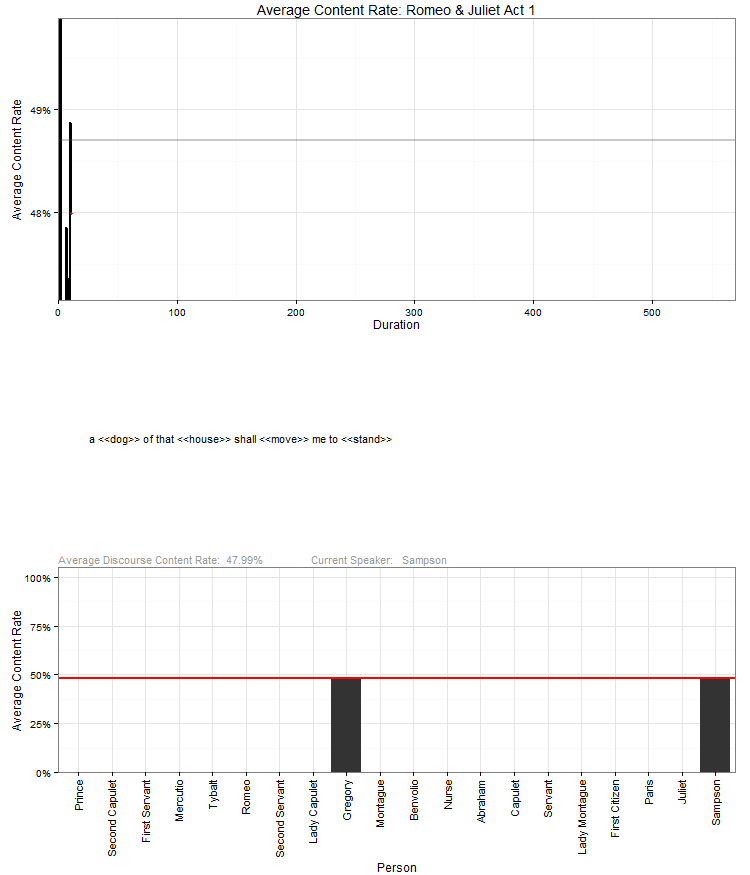 Average Content Rate: Romeo & Juliet Act 1
Average Content Rate
49%
48%
0 100 200 300 400 500
Duration
a <<dog>> of that <<house>> shall <<move>> me to <<stand>>
Average Discourse Content Rate: 47.99% Current Speaker: Sampson
Average Content Rate
100%
75%
50%
25%
0%
Prince
Second Capulet
First Servant
Mercutio
Tybalt
Romeo
Second Servant
Lady Capulet
Gregory
Montague
Benvolio
Nurse
Abraham
Capulet
Servant
Lady Montague
First Citizen
Paris
Juliet
Sampson
Person